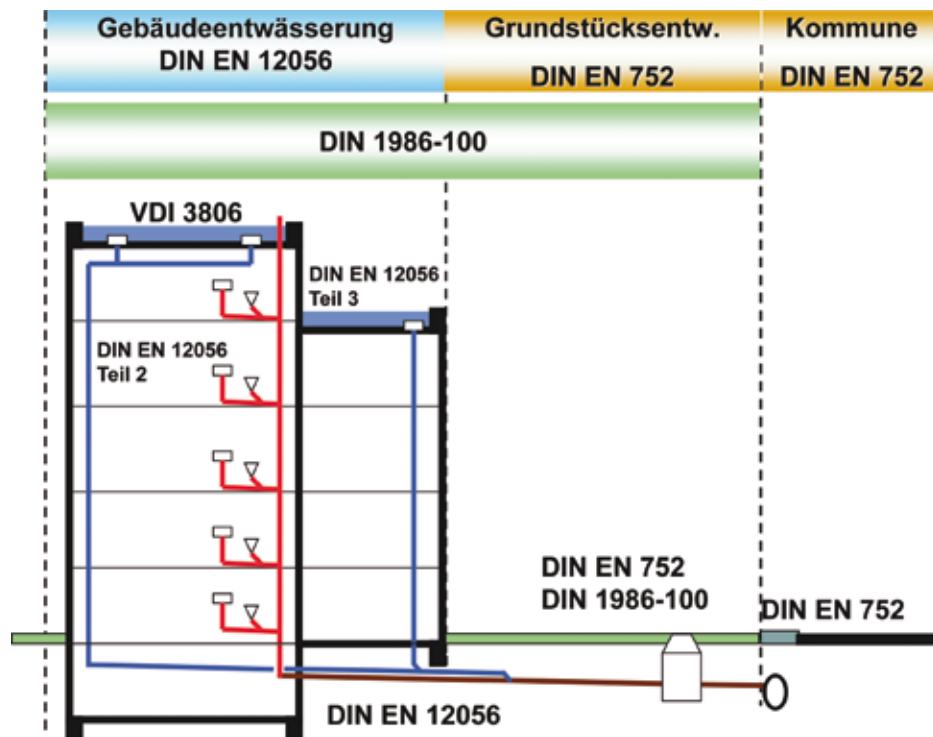 Gebäudeentwässerung
DIN EN 12056
Grundstücksentw.
DIN EN 752
Kommune
DIN EN 752
DIN 1986-100
VDI 3806
DIN EN 12056
Teil 3
DIN EN 12056
Teil 2
DIN EN 752
DIN 1986-100
DIN EN 752
DIN EN 12056